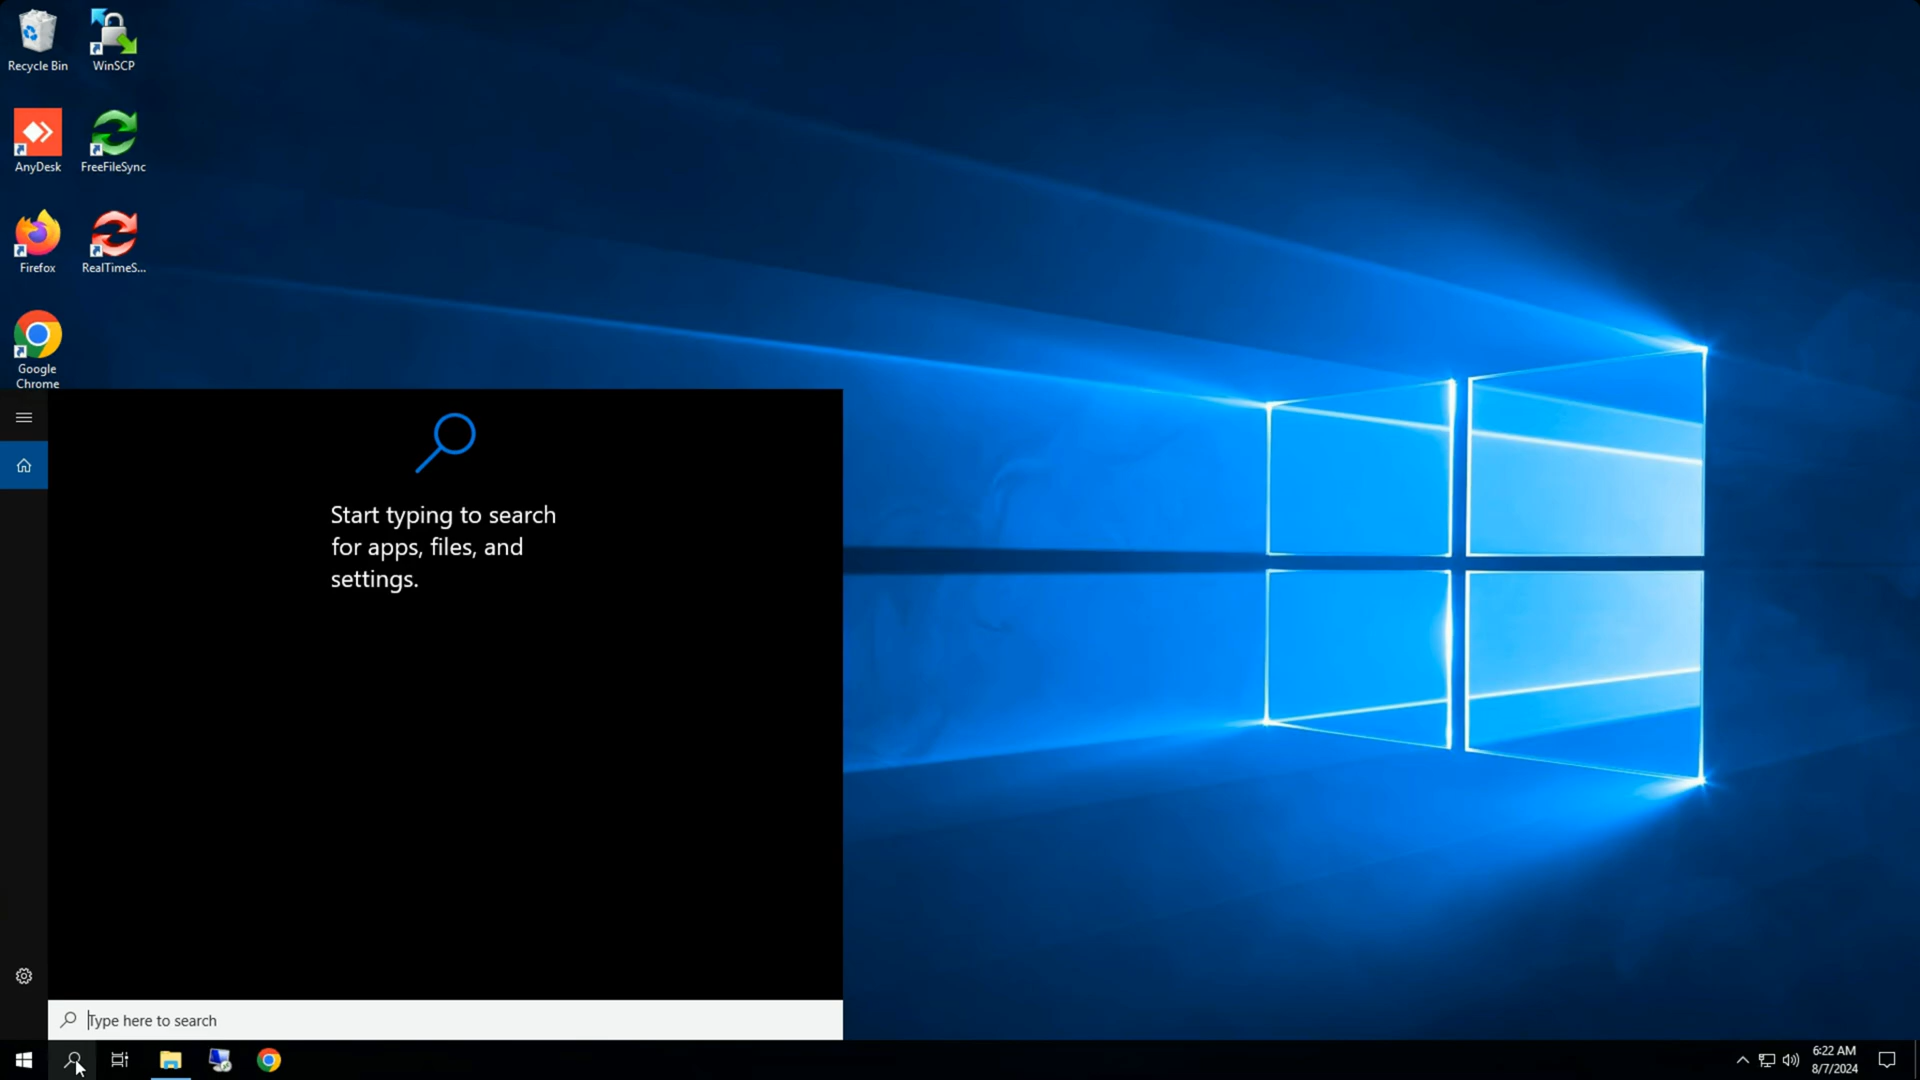 Recycle Bin
WinSCP
AnyDesk
FreeFileSync
Firefox
RealTimeS...
Google
Chrome
Start typing to search
for apps, files, and
settings.
Type here to search
6:22 AM
8/7/2024